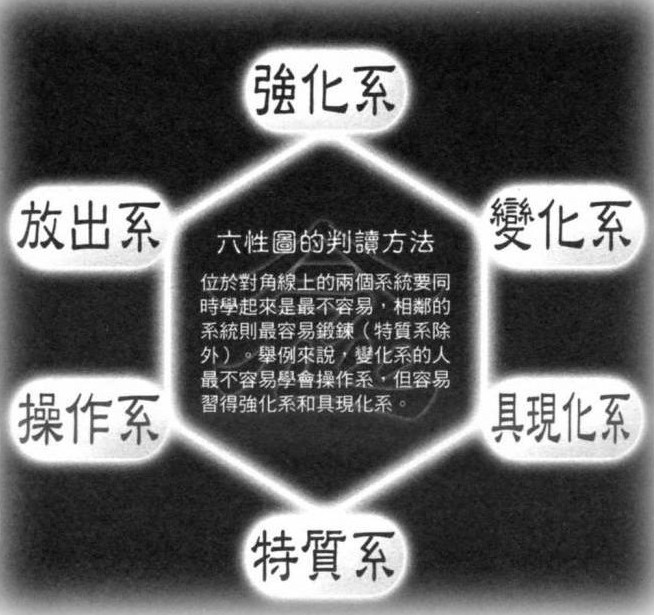 強化系
放出系
變化系
六性圖的判讀方法
位於對角線上的兩個系統要同
時學起來是最不容易，相鄰的
系統則最容易鍛鍊（特質系除
外）。舉例來說，變化系的人
最不容易學會操作系，但容易
習得強化系和具現化系。
操作系
具現化系
特質系